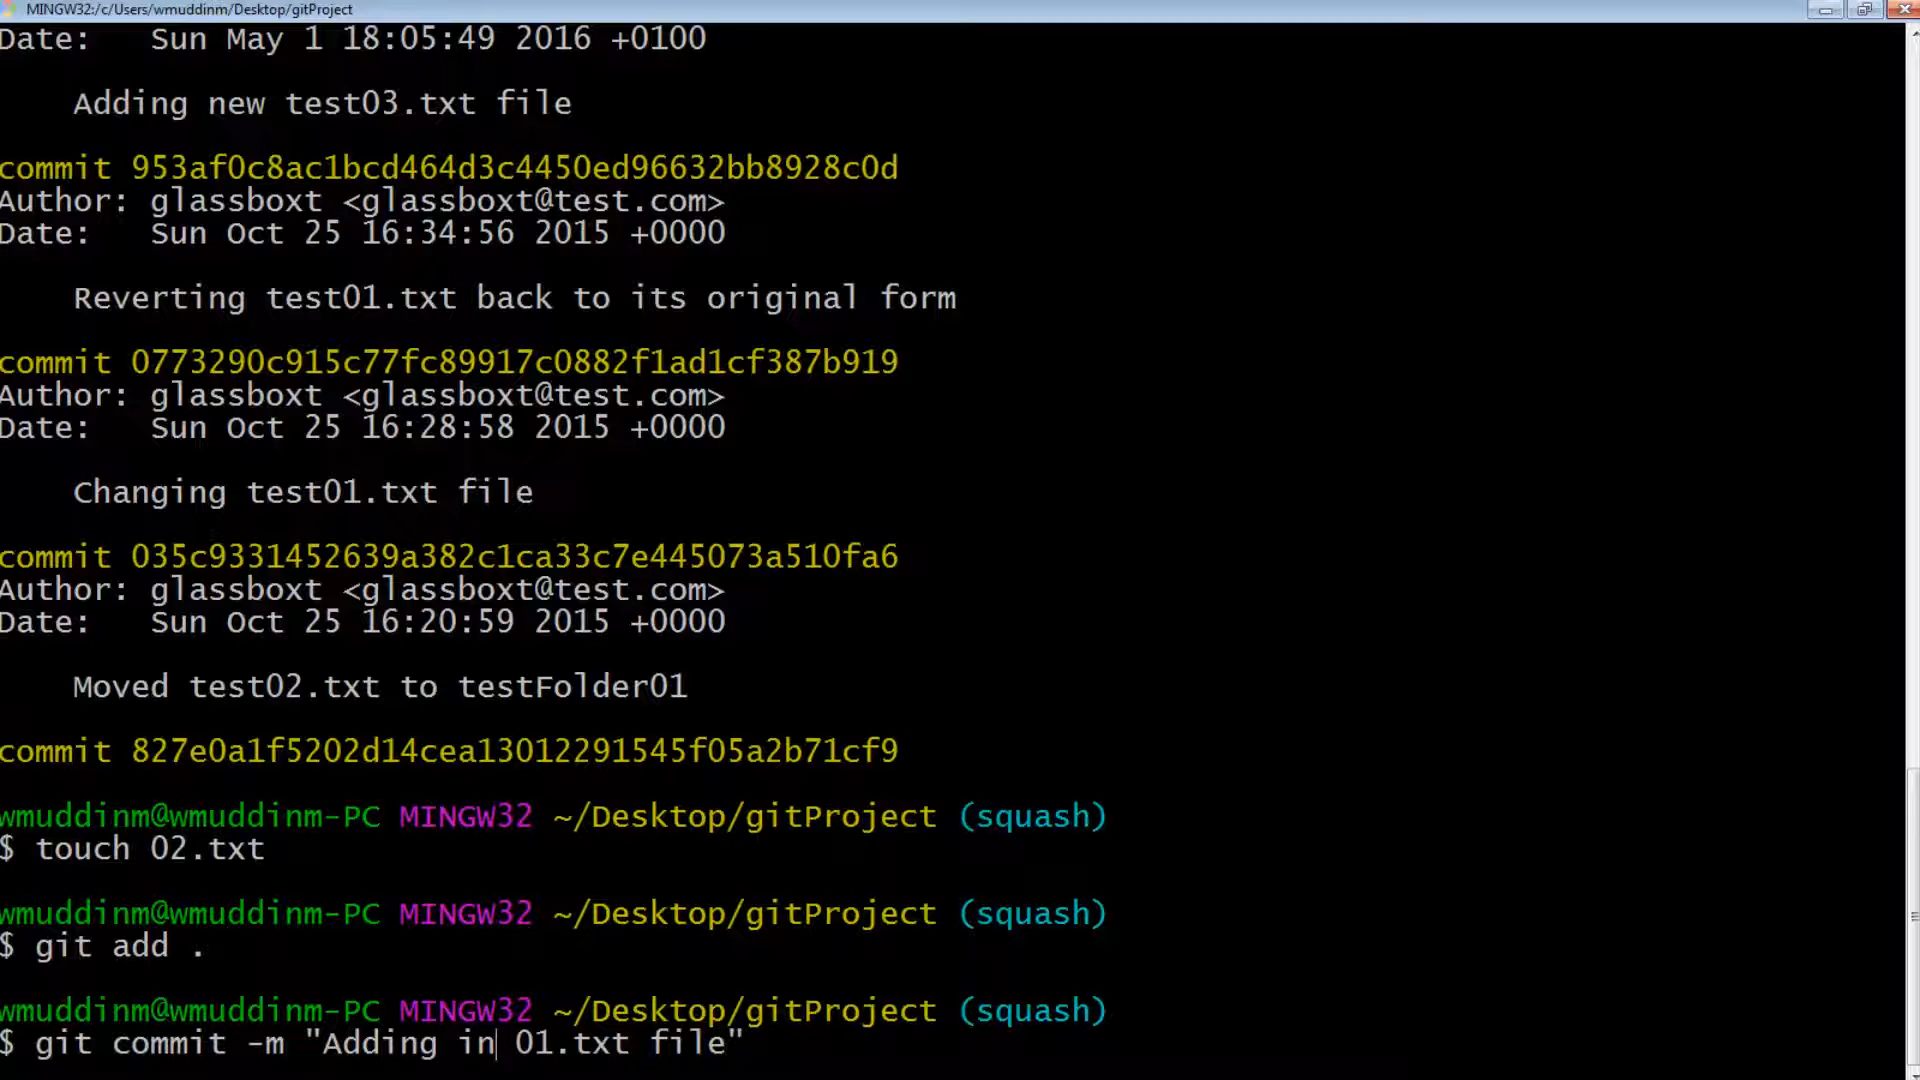 MINGW32:/c/Users/wmuddinm/Desktop/gitProject
Date:   Sun May 1 18:05:49 2016 +0100
Adding new test03.txt file
commit 953af0c8ac1bcd464d3c4450ed96632bb8928c0d
Author: glassboxt <glassboxt@test.com>
Date:   Sun Oct 25 16:34:56 2015 +0000
Reverting test01.txt back to its original form
commit 0773290c915c77fc89917c0882f1ad1cf387b919
Author: glassboxt <glassboxt@test.com>
Date:   Sun Oct 25 16:28:58 2015 +0000
Changing test01.txt file
commit 035c9331452639a382c1ca33c7e445073a510fa6
Author: glassboxt <glassboxt@test.com>
Date:   Sun Oct 25 16:20:59 2015 +0000
Moved test02.txt to testFolder01
commit 827e0a1f5202d14cea13012291545f05a2b71cf9
wmuddinm@wmuddinm-PC MINGW32 ~/Desktop/gitProject (squash)
$ touch 02.txt
wmuddinm@wmuddinm-PC MINGW32 ~/Desktop/gitProject (squash)
$ git add .
wmuddinm@wmuddinm-PC MINGW32 ~/Desktop/gitProject (squash)
$ git commit -m "Adding in 01.txt file"